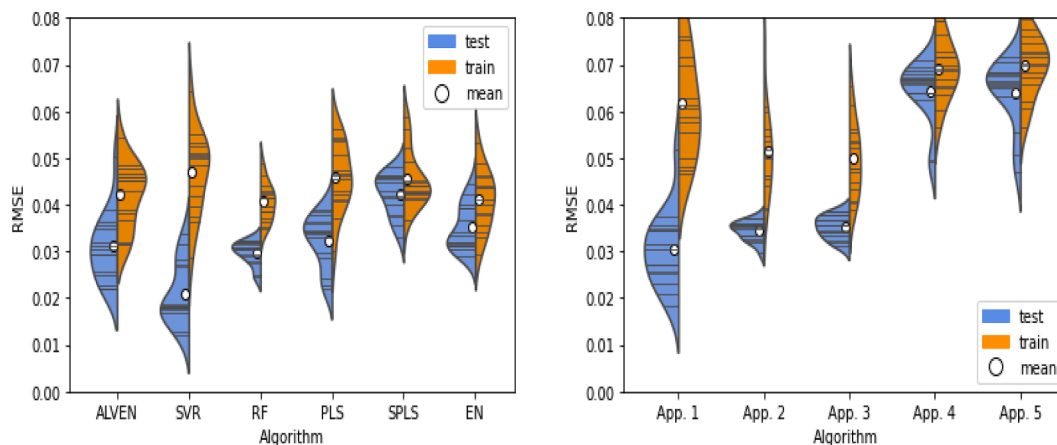 0.08
0.07
0.06
0.05
0.04
0.03
0.02
0.01
0.00
RMSE
test
train
mean
ALVEN SVR RF PLS SPLS EN
Algorithm
0.08
0.07
0.06
0.05
0.04
0.03
0.02
0.01
0.00
RMSE
test
train
mean
App. 1 App. 2 App. 3 App. 4 App. 5
Algorithm